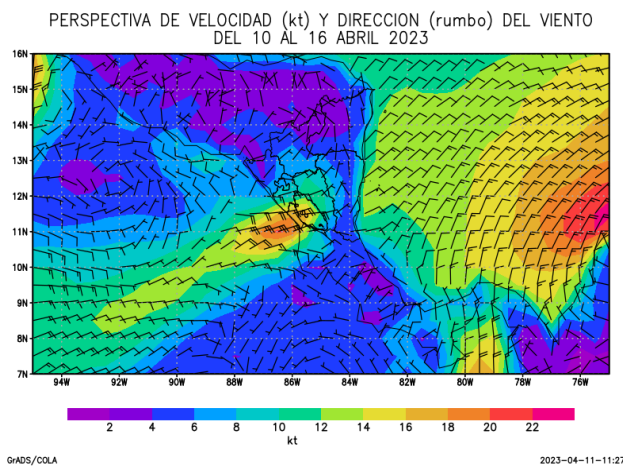 PERSPECTIVA DE VELOCIDAD (kt) Y DIRECCION (rumbo) DEL VIENTO
DEL 10 AL 16 ABRIL 2023
16N
15N
14N
13N
12N
11N
10N
9N
8N
7N
94W 92W 90W 88W 86W 84W 82W 80W 78W 76W
2 4 6 8 10 12 14 16 18 20 22
kt
GrADS/COLA 2023-04-11-11:27